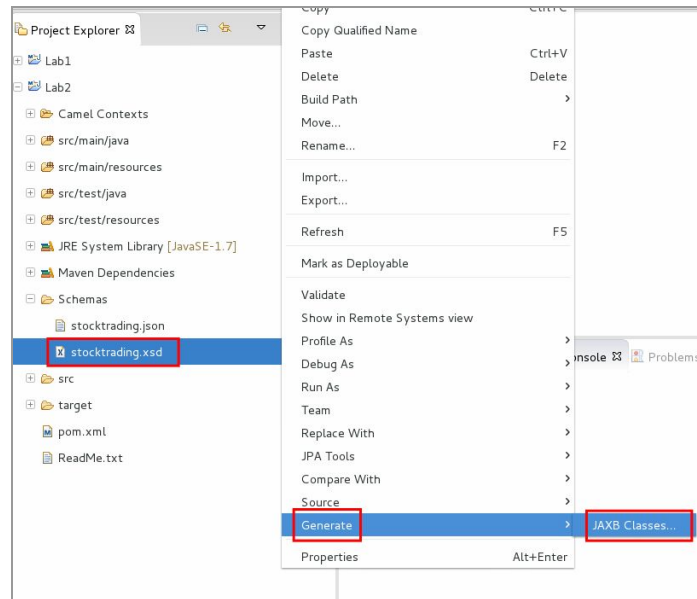 Project Explorer
Lab1
Lab2
Camel Contexts
src/main/java
src/main/resources
src/test/java
src/test/resources
JRE System Library [JavaSE-1.7]
Maven Dependencies
Schemas
stocktrading.json
stocktrading.xsd
src
target
pom.xml
ReadMe.txt
Copy Ctrl+C
Copy Qualified Name
Paste Ctrl+V
Delete Delete
Build Path
Move...
Rename... F2
Import...
Export...
Refresh F5
Mark as Deployable
Validate
Show in Remote Systems view
Profile As
Debug As
Run As
Team
Replace With
JPA Tools
Compare With
Source
Generate
Properties Alt+Enter
JAXB Classes...
nsole Problems